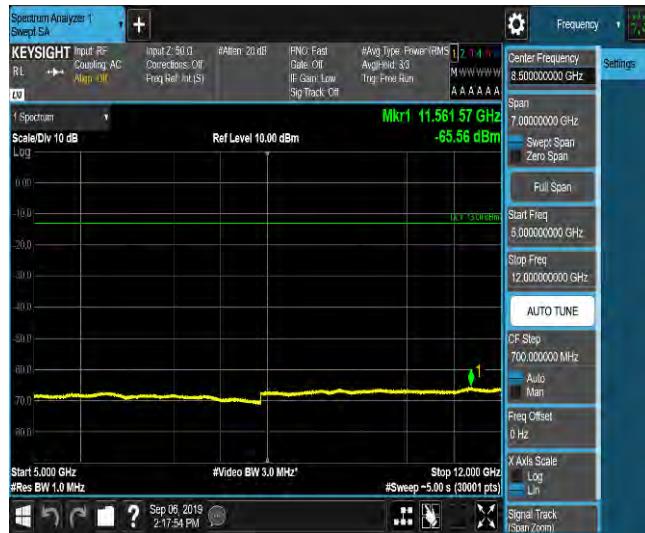 Spectrum Analyzer 1
Swept SA
+
Frequency
KEYSIGHT
Input: RF
Input Z: 50 Ω
#Atten: 20 dB
PNO: Fast
#Avg Type: Power (RMS
RL
Coupling: AC
Corrections: Off
Gate: Off
Avg|Hold: 3/3
M W W W W W
Align: Off
Freq Ref: Int (S)
IF Gain: Low
Trig: Free Run
Sig Track: Off
A A A A A A
LXI
1 Spectrum
Mkr1 11.561 57 GHz
Scale/Div 10 dB
Ref Level 10.00 dBm
-65.56 dBm
Log
0.00
-10.0
-20.0
-30.0
-40.0
-50.0
-60.0
1
-70.0
-80.0
Start 5.000 GHz
#Video BW 3.0 MHz*
Stop 12.000 GHz
#Res BW 1.0 MHz
#Sweep ~5.00 s (30001 pts)
Sep 06, 2019
2:17:54 PM
?
Center Frequency
8.500000000 GHz
Settings
Span
7.00000000 GHz
Swept Span
Zero Span
Full Span
Start Freq
5.000000000 GHz
Stop Freq
12.000000000 GHz
AUTO TUNE
CF Step
700.000000 MHz
Auto
Man
Freq Offset
0 Hz
X Axis Scale
Log
Lin
Signal Track
(Span Zoom)